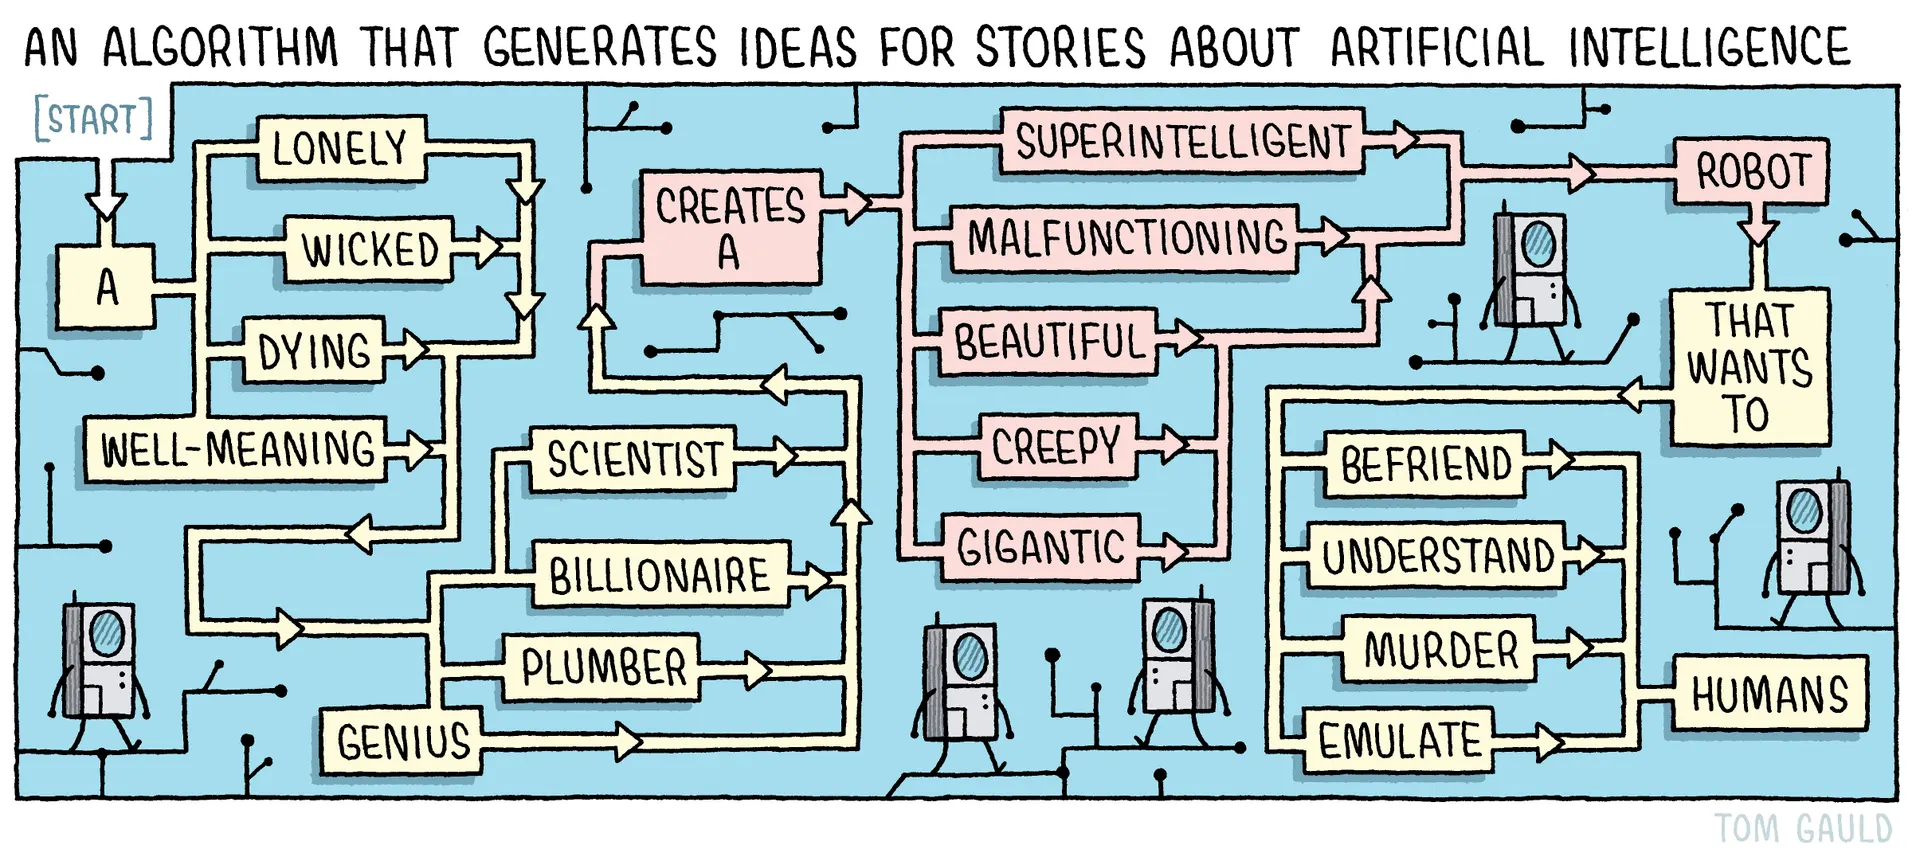 AN ALGORITHM THAT GENERATES IDEAS FOR STORIES ABOUT ARTIFICIAL INTELLIGENCE
[START]
A
LONELY
WICKED
DYING
WELL-MEANING
SCIENTIST
BILLIONAIRE
PLUMBER
GENIUS
CREATES
A
SUPERINTELLIGENT
MALFUNCTIONING
BEAUTIFUL
CREEPY
GIGANTIC
ROBOT
THAT
WANTS
TO
BEFRIEND
UNDERSTAND
MURDER
EMULATE
HUMANS
TOM GAULD